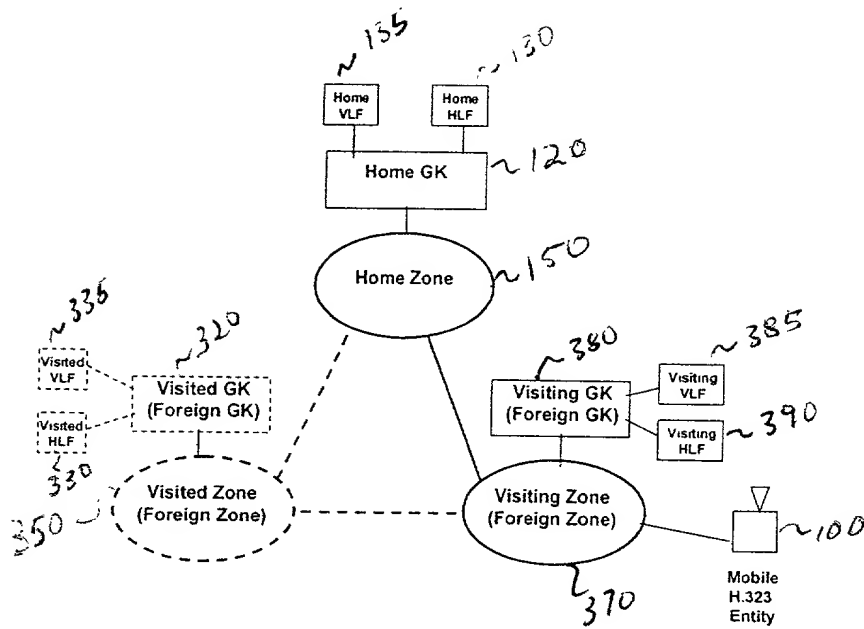 ~135
~130
Home
VLF
Home
HLF
Home GK
~120
Home Zone
~150
~335
~320
Visited
VLF
Visited GK
(Foreign GK)
Visited
HLF
~330
350
Visited Zone
(Foreign Zone)
~380
~385
Visiting GK
(Foreign GK)
Visiting
VLF
Visiting
HLF
~390
Visiting Zone
(Foreign Zone)
~100
~370
Mobile
H.323
Entity